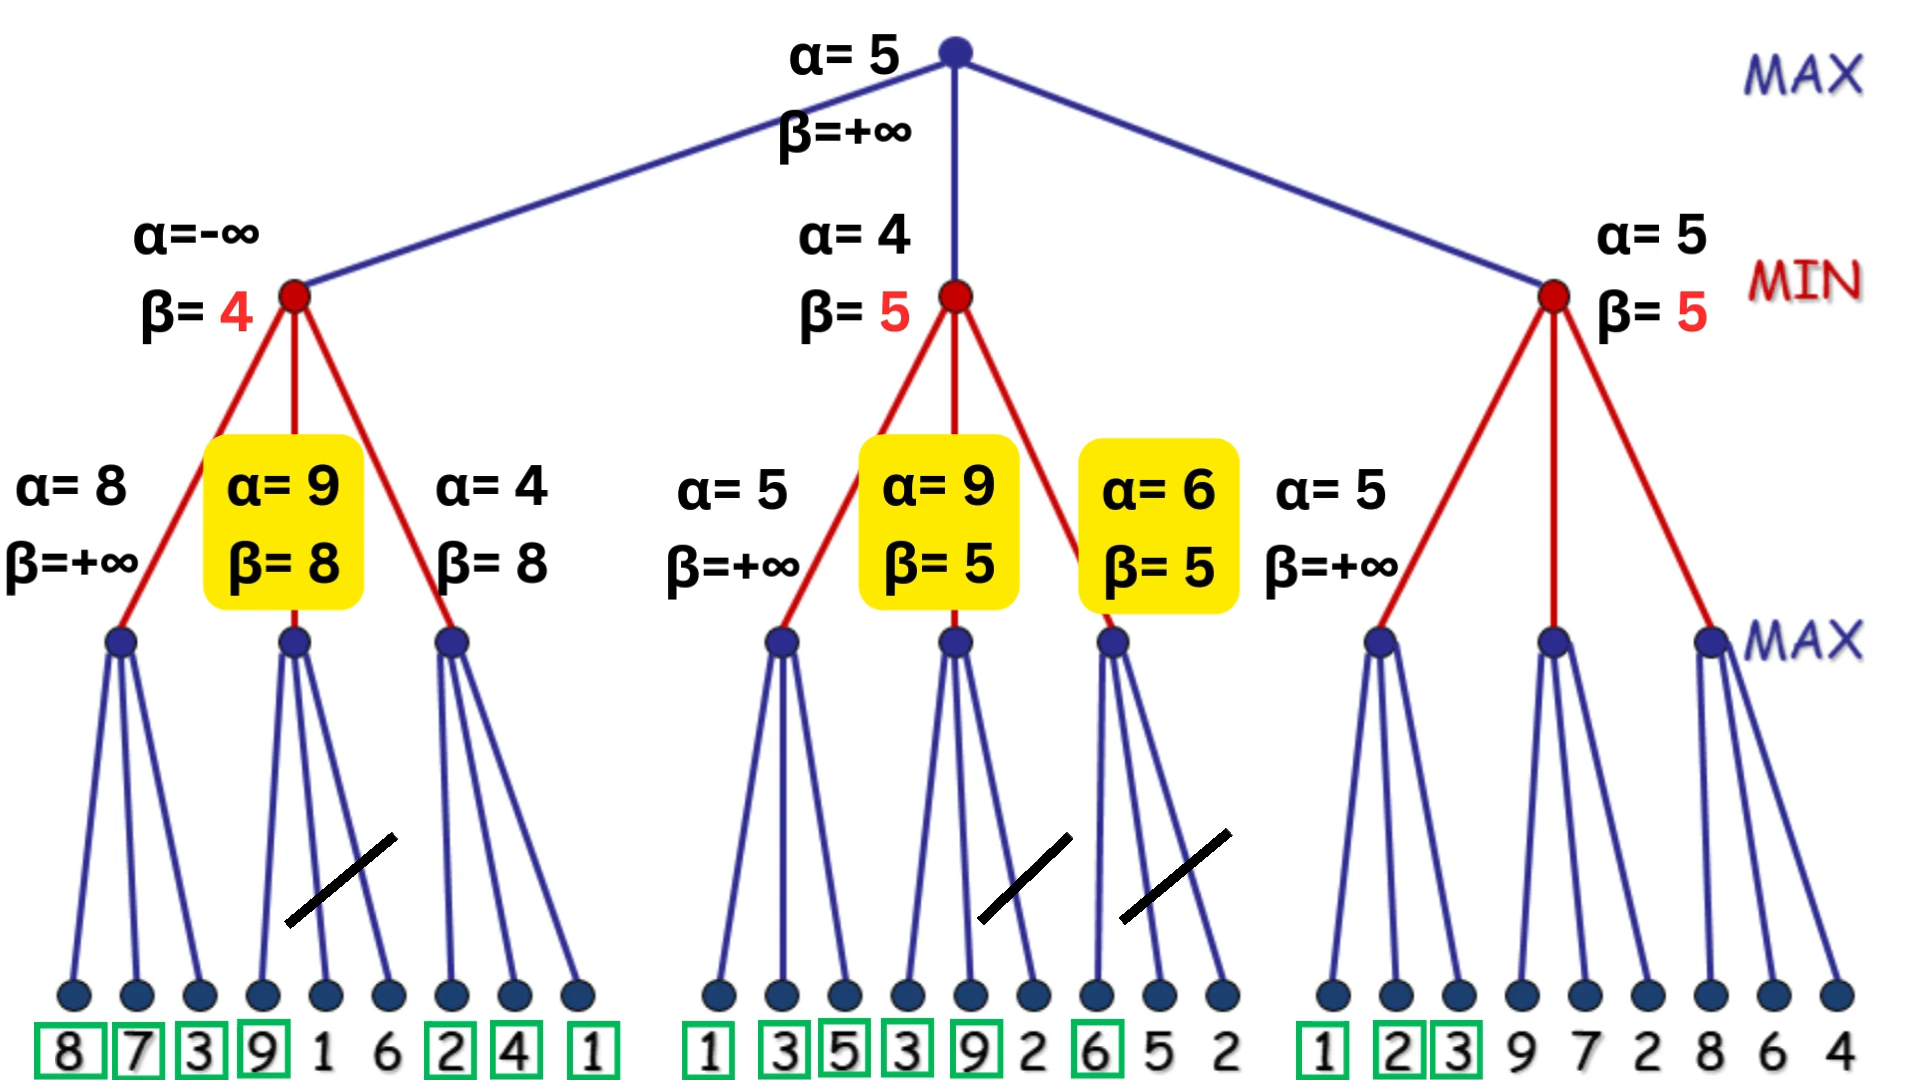 α= 5
MAX
β=+∞
α=-∞
α= 4
α= 5
MIN
β= 4
β= 5
β= 5
α= 8
α= 9
α= 4
α= 5
α= 9
α= 6
α= 5
β=+∞
β= 8
β= 8
β=+∞
β= 5
β= 5
β=+∞
MAX
8 7 3 9 1 6 2 4 1 1 3 5 3 9 2 6 5 2 1 2 3 9 7 2 8 6 4